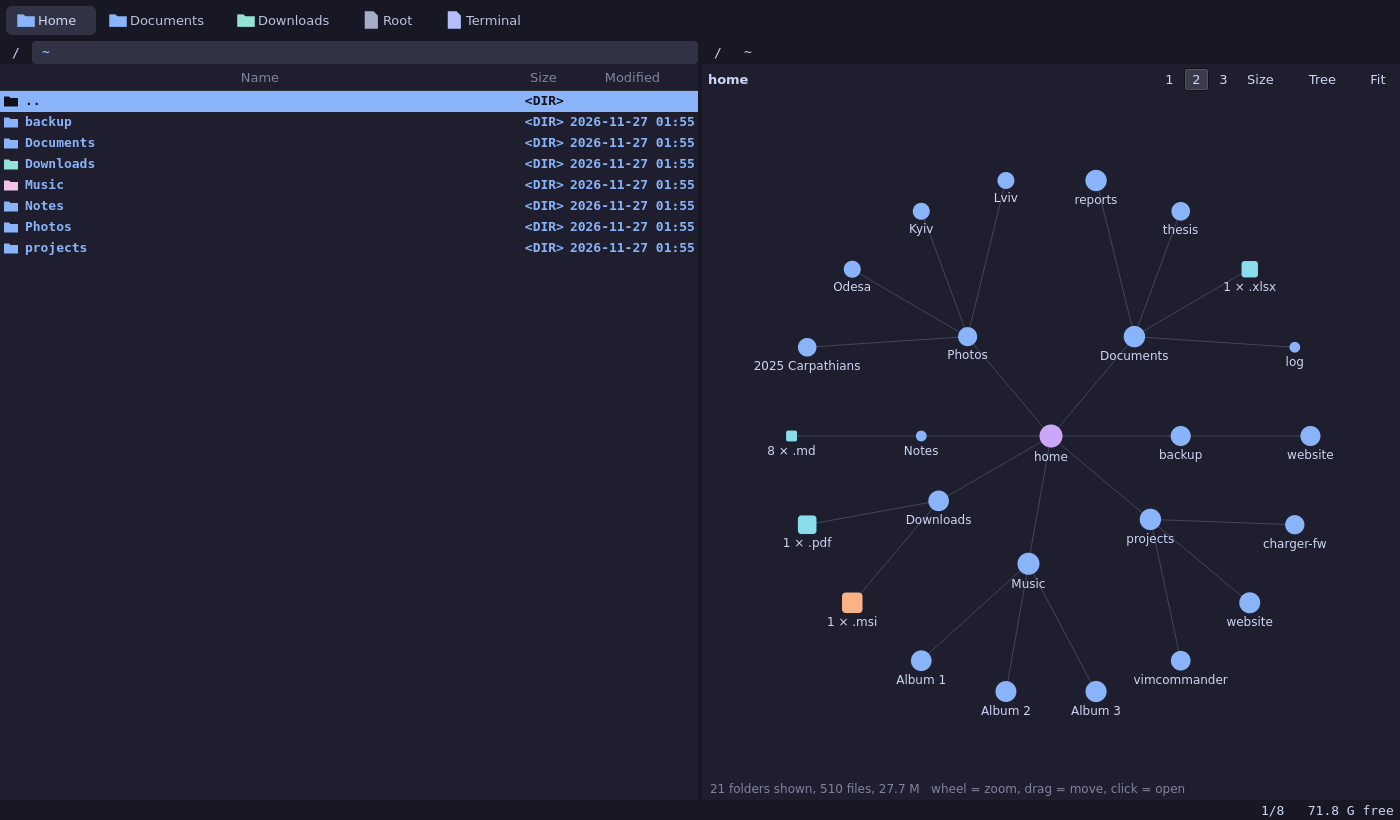 Home Documents Downloads Root Terminal
/ ~
/ ~
Name Size Modified
.. <DIR>
backup <DIR> 2026-11-27 01:55
Documents <DIR> 2026-11-27 01:55
Downloads <DIR> 2026-11-27 01:55
Music <DIR> 2026-11-27 01:55
Notes <DIR> 2026-11-27 01:55
Photos <DIR> 2026-11-27 01:55
projects <DIR> 2026-11-27 01:55
home 1 2 3 Size Tree Fit
Lviv
reports
Kyiv
thesis
Odesa
1 × .xlsx
Photos
Documents
2025 Carpathians
log
8 × .md
Notes
home
backup
website
Downloads
1 × .pdf
projects
charger-fw
Music
1 × .msi
website
Album 1
vimcommander
Album 2
Album 3
21 folders shown, 510 files, 27.7 M wheel = zoom, drag = move, click = open
1/8 71.8 G free